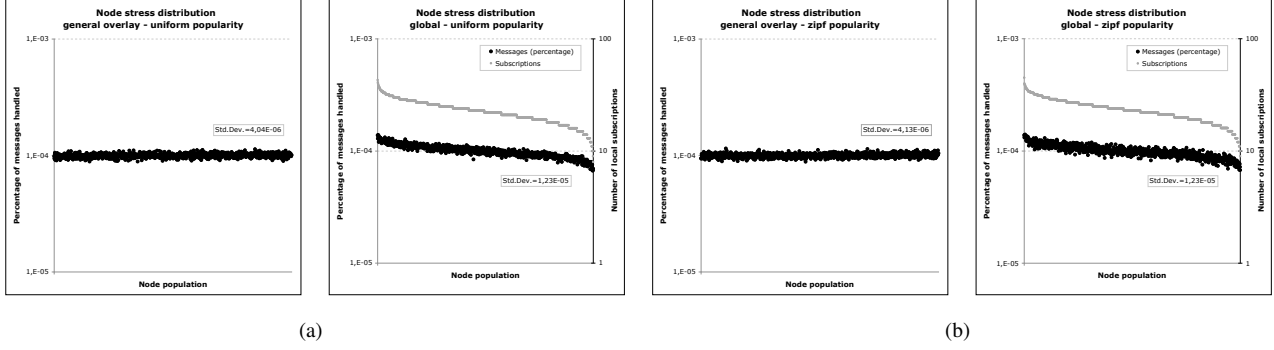 Node stress distribution
general overlay - uniform popularity
1,E-03
1,E-04
1,E-05
Percentage of messages handled
Std.Dev.=4,04E-06
Node population
Node stress distribution
global - uniform popularity
1,E-03
1,E-04
1,E-05
100
10
1
Percentage of messages handled
Number of local subscriptions
Messages (percentage)
Subscriptions
Std.Dev.=1,23E-05
Node population
(a)
Node stress distribution
general overlay - zipf popularity
1,E-03
1,E-04
1,E-05
Percentage of messages handled
Std.Dev.=4,13E-06
Node population
Node stress distribution
global - zipf popularity
1,E-03
1,E-04
1,E-05
100
10
1
Percentage of messages handled
Number of local subscriptions
Messages (percentage)
Subscriptions
Std.Dev.=1,23E-05
Node population
(b)